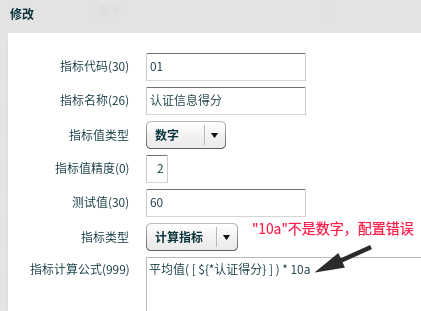 修改
指标代码(30) 01
指标名称(26) 认证信息得分
指标值类型 数字
指标值精度(0) 2
测试值(30) 60
指标类型 计算指标
"10a"不是数字，配置错误
指标计算公式(999) 平均值( [ ${*认证得分} ] ) * 10a